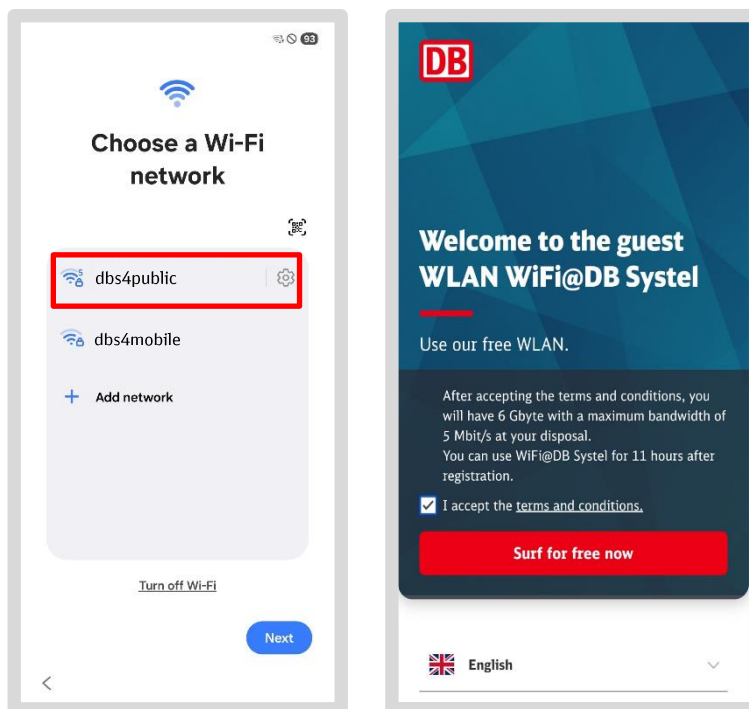 93
Choose a Wi-Fi
network
5
dbs4public
dbs4mobile
+ Add network
Turn off Wi-Fi
Next
<
DB
Welcome to the guest
WLAN WiFi@DB Systel
Use our free WLAN.
After accepting the terms and conditions, you
will have 6 Gbyte with a maximum bandwidth of
5 Mbit/s at your disposal.
You can use WiFi@DB Systel for 11 hours after
registration.
I accept the terms and conditions.
Surf for free now
English